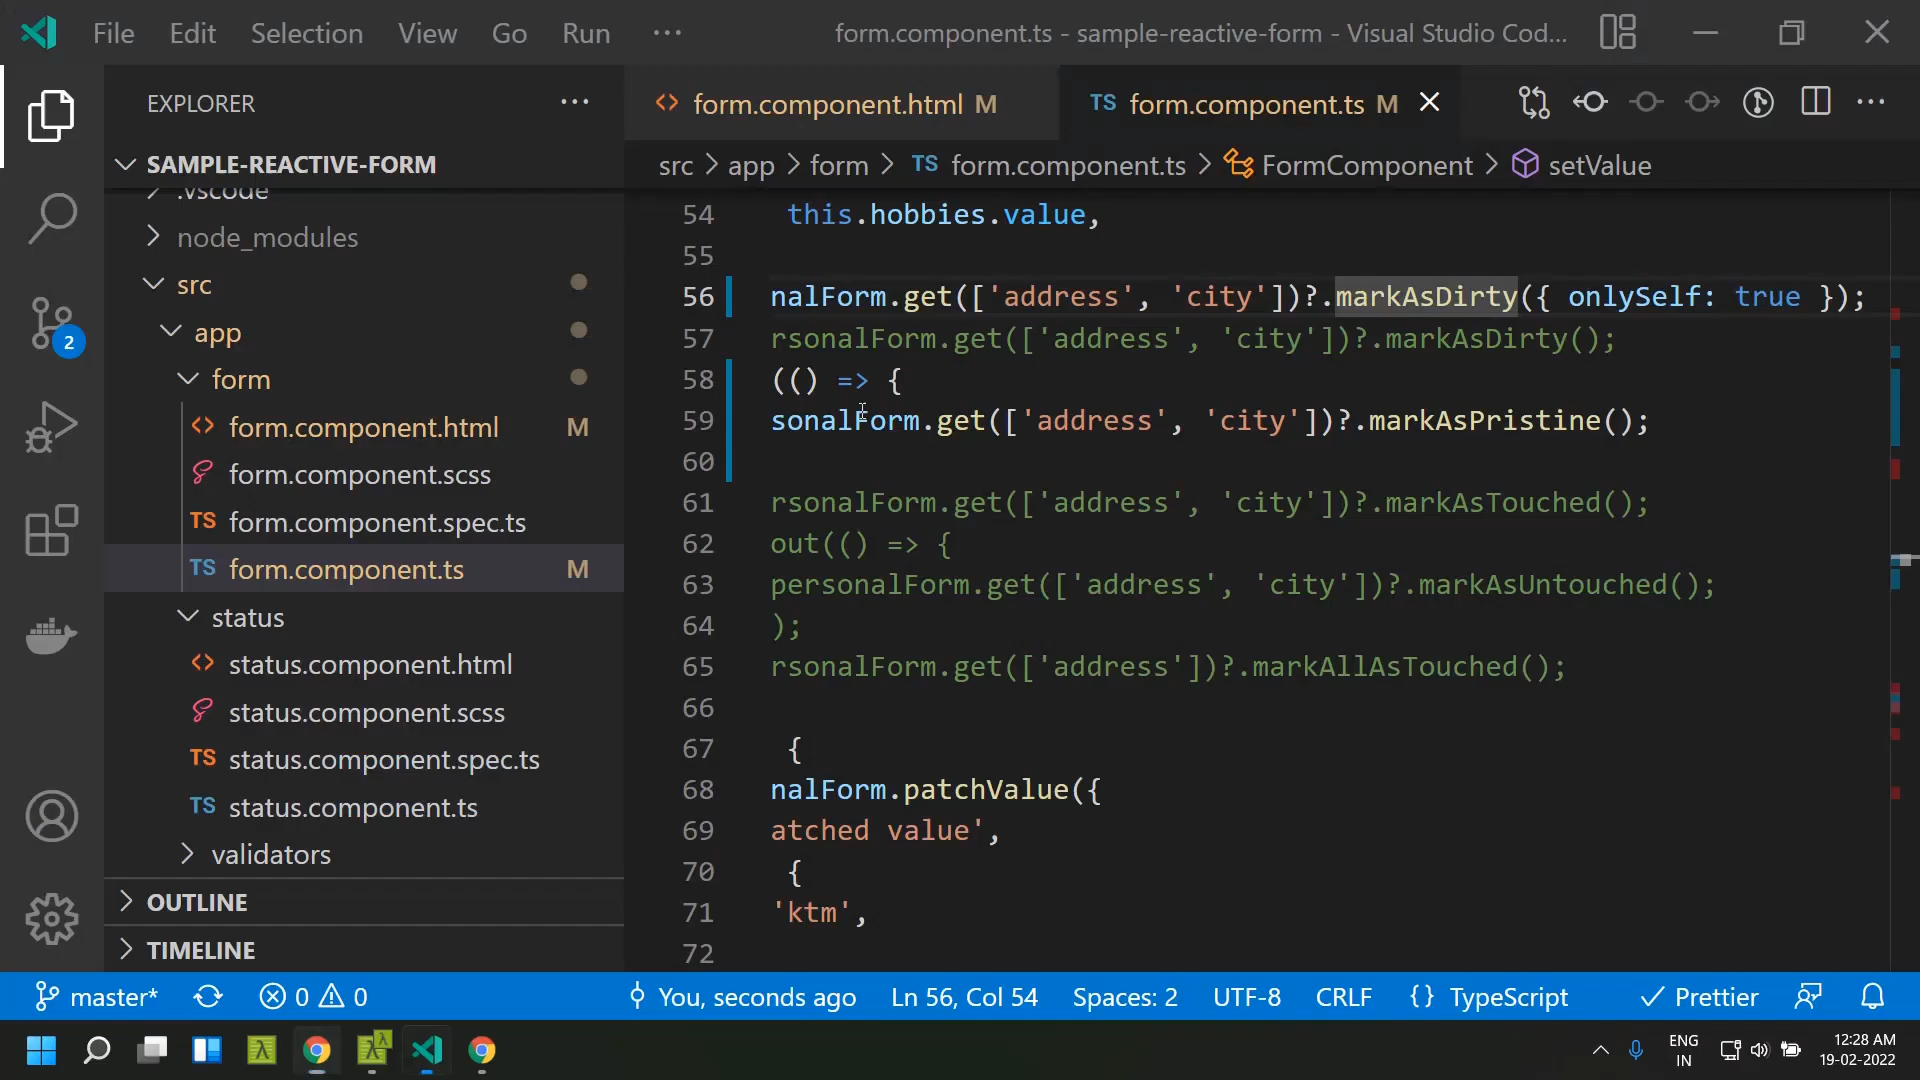 File Edit Selection View Go Run ···
form.component.ts - sample-reactive-form - Visual Studio Cod...
EXPLORER
SAMPLE-REACTIVE-FORM
.vscode
node_modules
src
app
form
form.component.html M
form.component.scss
TS form.component.spec.ts
TS form.component.ts M
status
status.component.html
status.component.scss
TS status.component.spec.ts
TS status.component.ts
validators
OUTLINE
TIMELINE
form.component.html M
TS form.component.ts M
src > app > form > TS form.component.ts > FormComponent > setValue
54 this.hobbies.value,
55
56 nalForm.get(['address', 'city'])?.markAsDirty({ onlySelf: true });
57 rsonalForm.get(['address', 'city'])?.markAsDirty();
58 (() => {
59 sonalForm.get(['address', 'city'])?.markAsPristine();
60
61 rsonalForm.get(['address', 'city'])?.markAsTouched();
62 out(() => {
63 personalForm.get(['address', 'city'])?.markAsUntouched();
64 );
65 rsonalForm.get(['address'])?.markAllAsTouched();
66
67 {
68 nalForm.patchValue({
69 atched value',
70 {
71 'ktm',
72
2
master* 0 0 You, seconds ago Ln 56, Col 54 Spaces: 2 UTF-8 CRLF {} TypeScript Prettier
ENG
IN
12:28 AM
19-02-2022